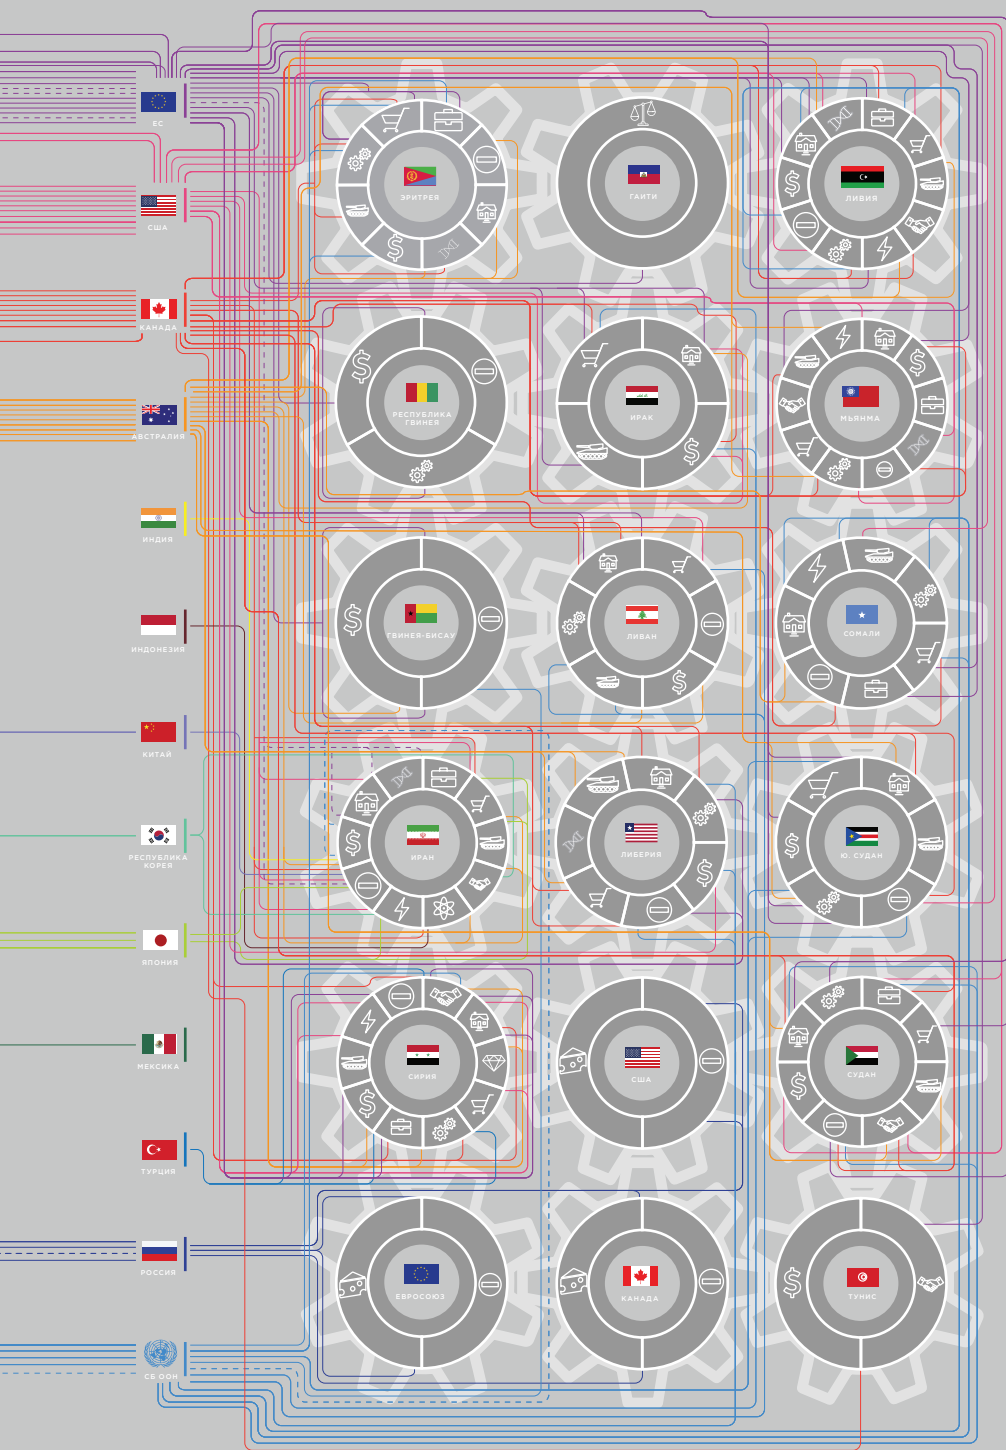 ЕС
США
КАНАДА
АВСТРАЛИЯ
ИНДИЯ
ИНДОНЕЗИЯ
КИТАЙ
РЕСПУБЛИКА
КОРЕЯ
ЯПОНИЯ
МЕКСИКА
ТУРЦИЯ
РОССИЯ
СБ ООН
ЭРИТРЕЯ
ГАИТИ
ЛИВИЯ
РЕСПУБЛИКА
ГВИНЕЯ
ИРАК
МЬЯНМА
ГВИНЕЯ-БИСАУ
ЛИВАН
СОМАЛИ
ИРАН
ЛИБЕРИЯ
Ю. СУДАН
СИРИЯ
США
СУДАН
ЕВРОСОЮЗ
КАНАДА
ТУНИС